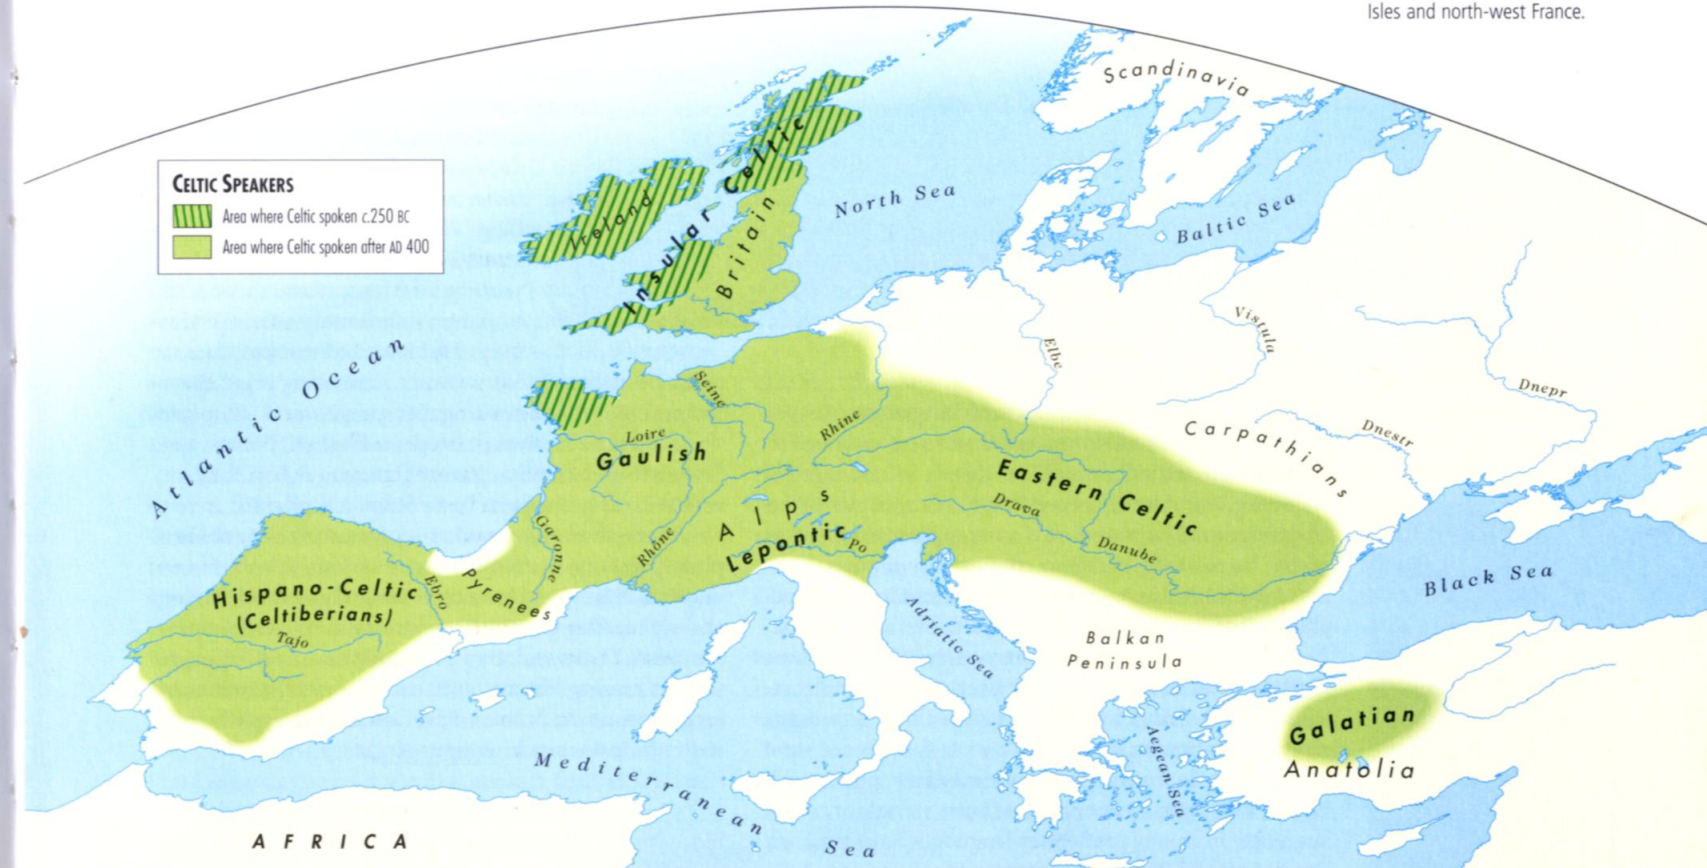 Isles and north-west France.
CELTIC SPEAKERS
Area where Celtic spoken c.250 BC
Area where Celtic spoken after AD 400
Scandinavia
North Sea
Baltic Sea
Insular Celtic
Ireland
Britain
Atlantic Ocean
Elbe
Vistula
Dnepr
Dnestr
Carpathians
Seine
Loire
Rhine
Gaulish
Eastern Celtic
Drava
Danube
Alps
Lepontic
Po
Rhône
Garonne
Pyrenees
Ebro
Hispano-Celtic
(Celtiberians)
Tajo
Black Sea
Adriatic Sea
Balkan
Peninsula
Galatian
Anatolia
Aegean Sea
Mediterranean Sea
AFRICA